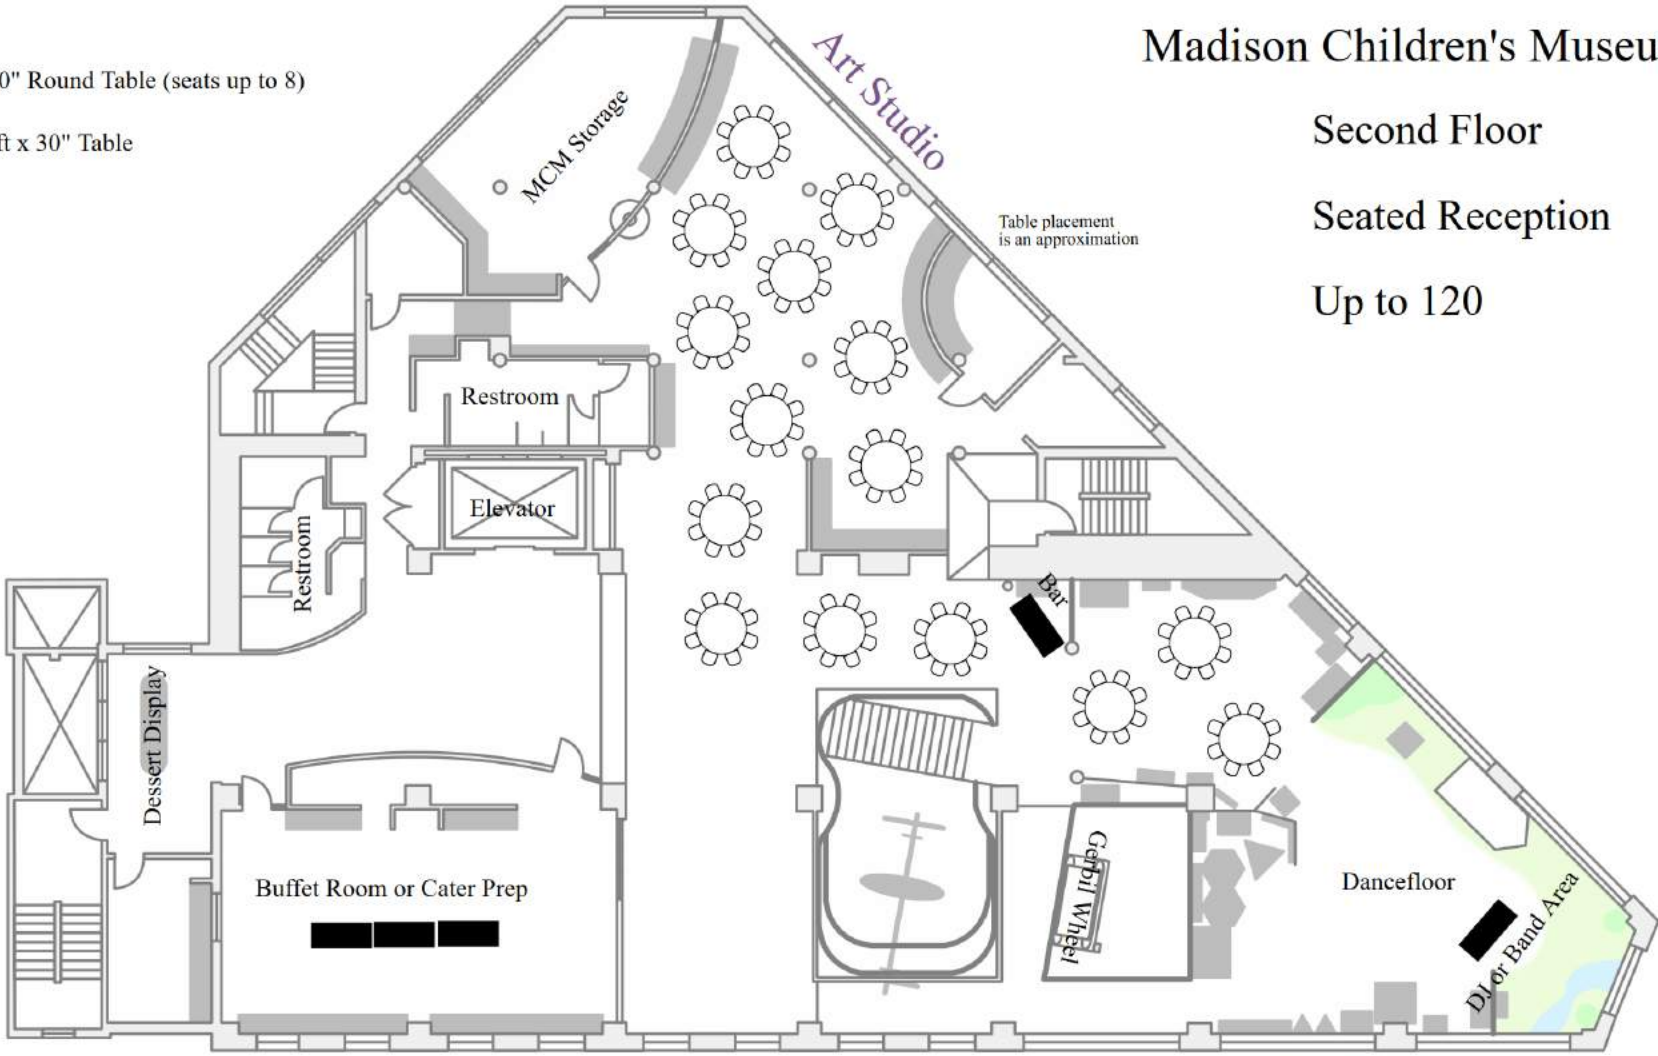 Madison Children's Museu
0" Round Table (seats up to 8)
ft x 30" Table
Second Floor
Seated Reception
Up to 120
Art Studio
MCM Storage
Table placement
is an approximation
Restroom
Elevator
Restroom
Bar
Dessert Display
Buffet Room or Cater Prep
Gerbil Wheel
Dancefloor
DJ or Band Area